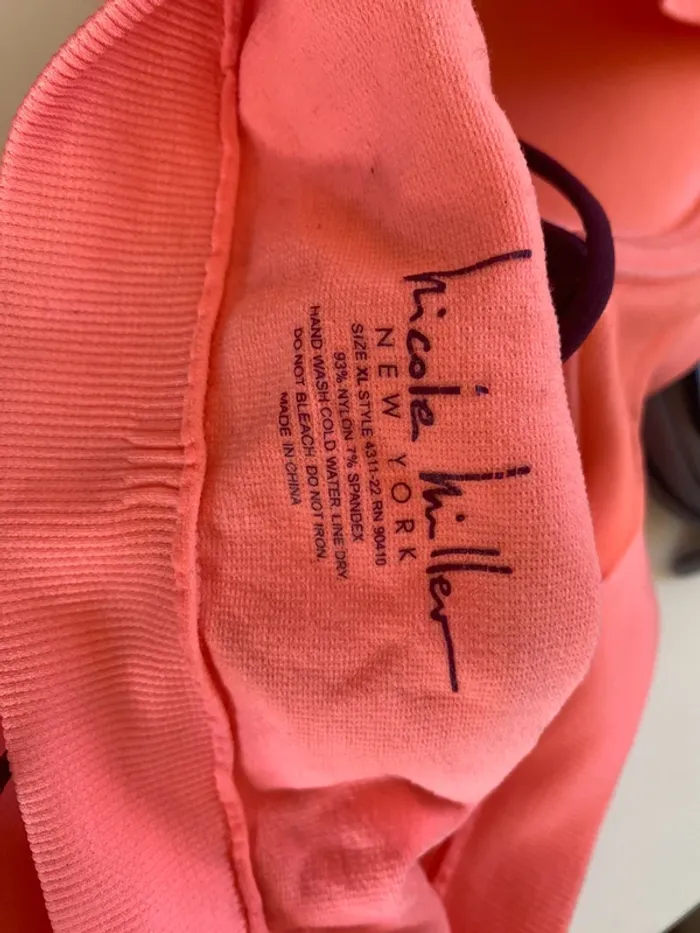 nicole miller
NEW YORK
SIZE XL STYLE 4311-22 RN 90410
93% NYLON 7% SPANDEX
HAND WASH COLD WATER. LINE DRY
DO NOT BLEACH. DO NOT IRON.
MADE IN CHINA